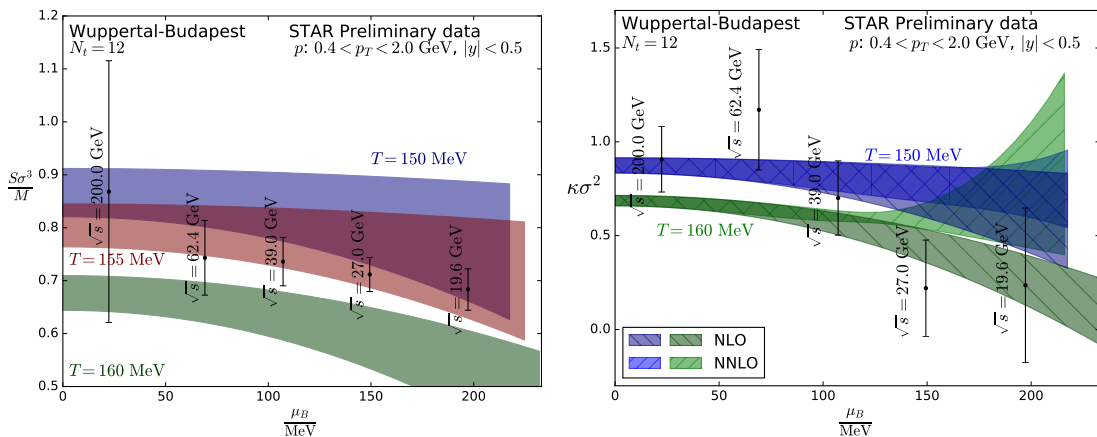 Wuppertal-Budapest
STAR Preliminary data
N_t = 12
p: 0.4 < p_T < 2.0 GeV, |y| < 0.5
1.2
1.1
1.0
0.9
0.8
0.7
0.6
0.5
Sσ³/M
√s = 200.0 GeV
√s = 62.4 GeV
√s = 39.0 GeV
√s = 27.0 GeV
√s = 19.6 GeV
T = 150 MeV
T = 155 MeV
T = 160 MeV
0 50 100 150 200
μ_B/MeV
Wuppertal-Budapest
STAR Preliminary data
N_t = 12
p: 0.4 < p_T < 2.0 GeV, |y| < 0.5
1.5
1.0
0.5
0.0
κσ²
√s = 200.0 GeV
√s = 62.4 GeV
√s = 39.0 GeV
√s = 27.0 GeV
√s = 19.6 GeV
T = 150 MeV
T = 160 MeV
NLO
NNLO
0 50 100 150 200
μ_B/MeV